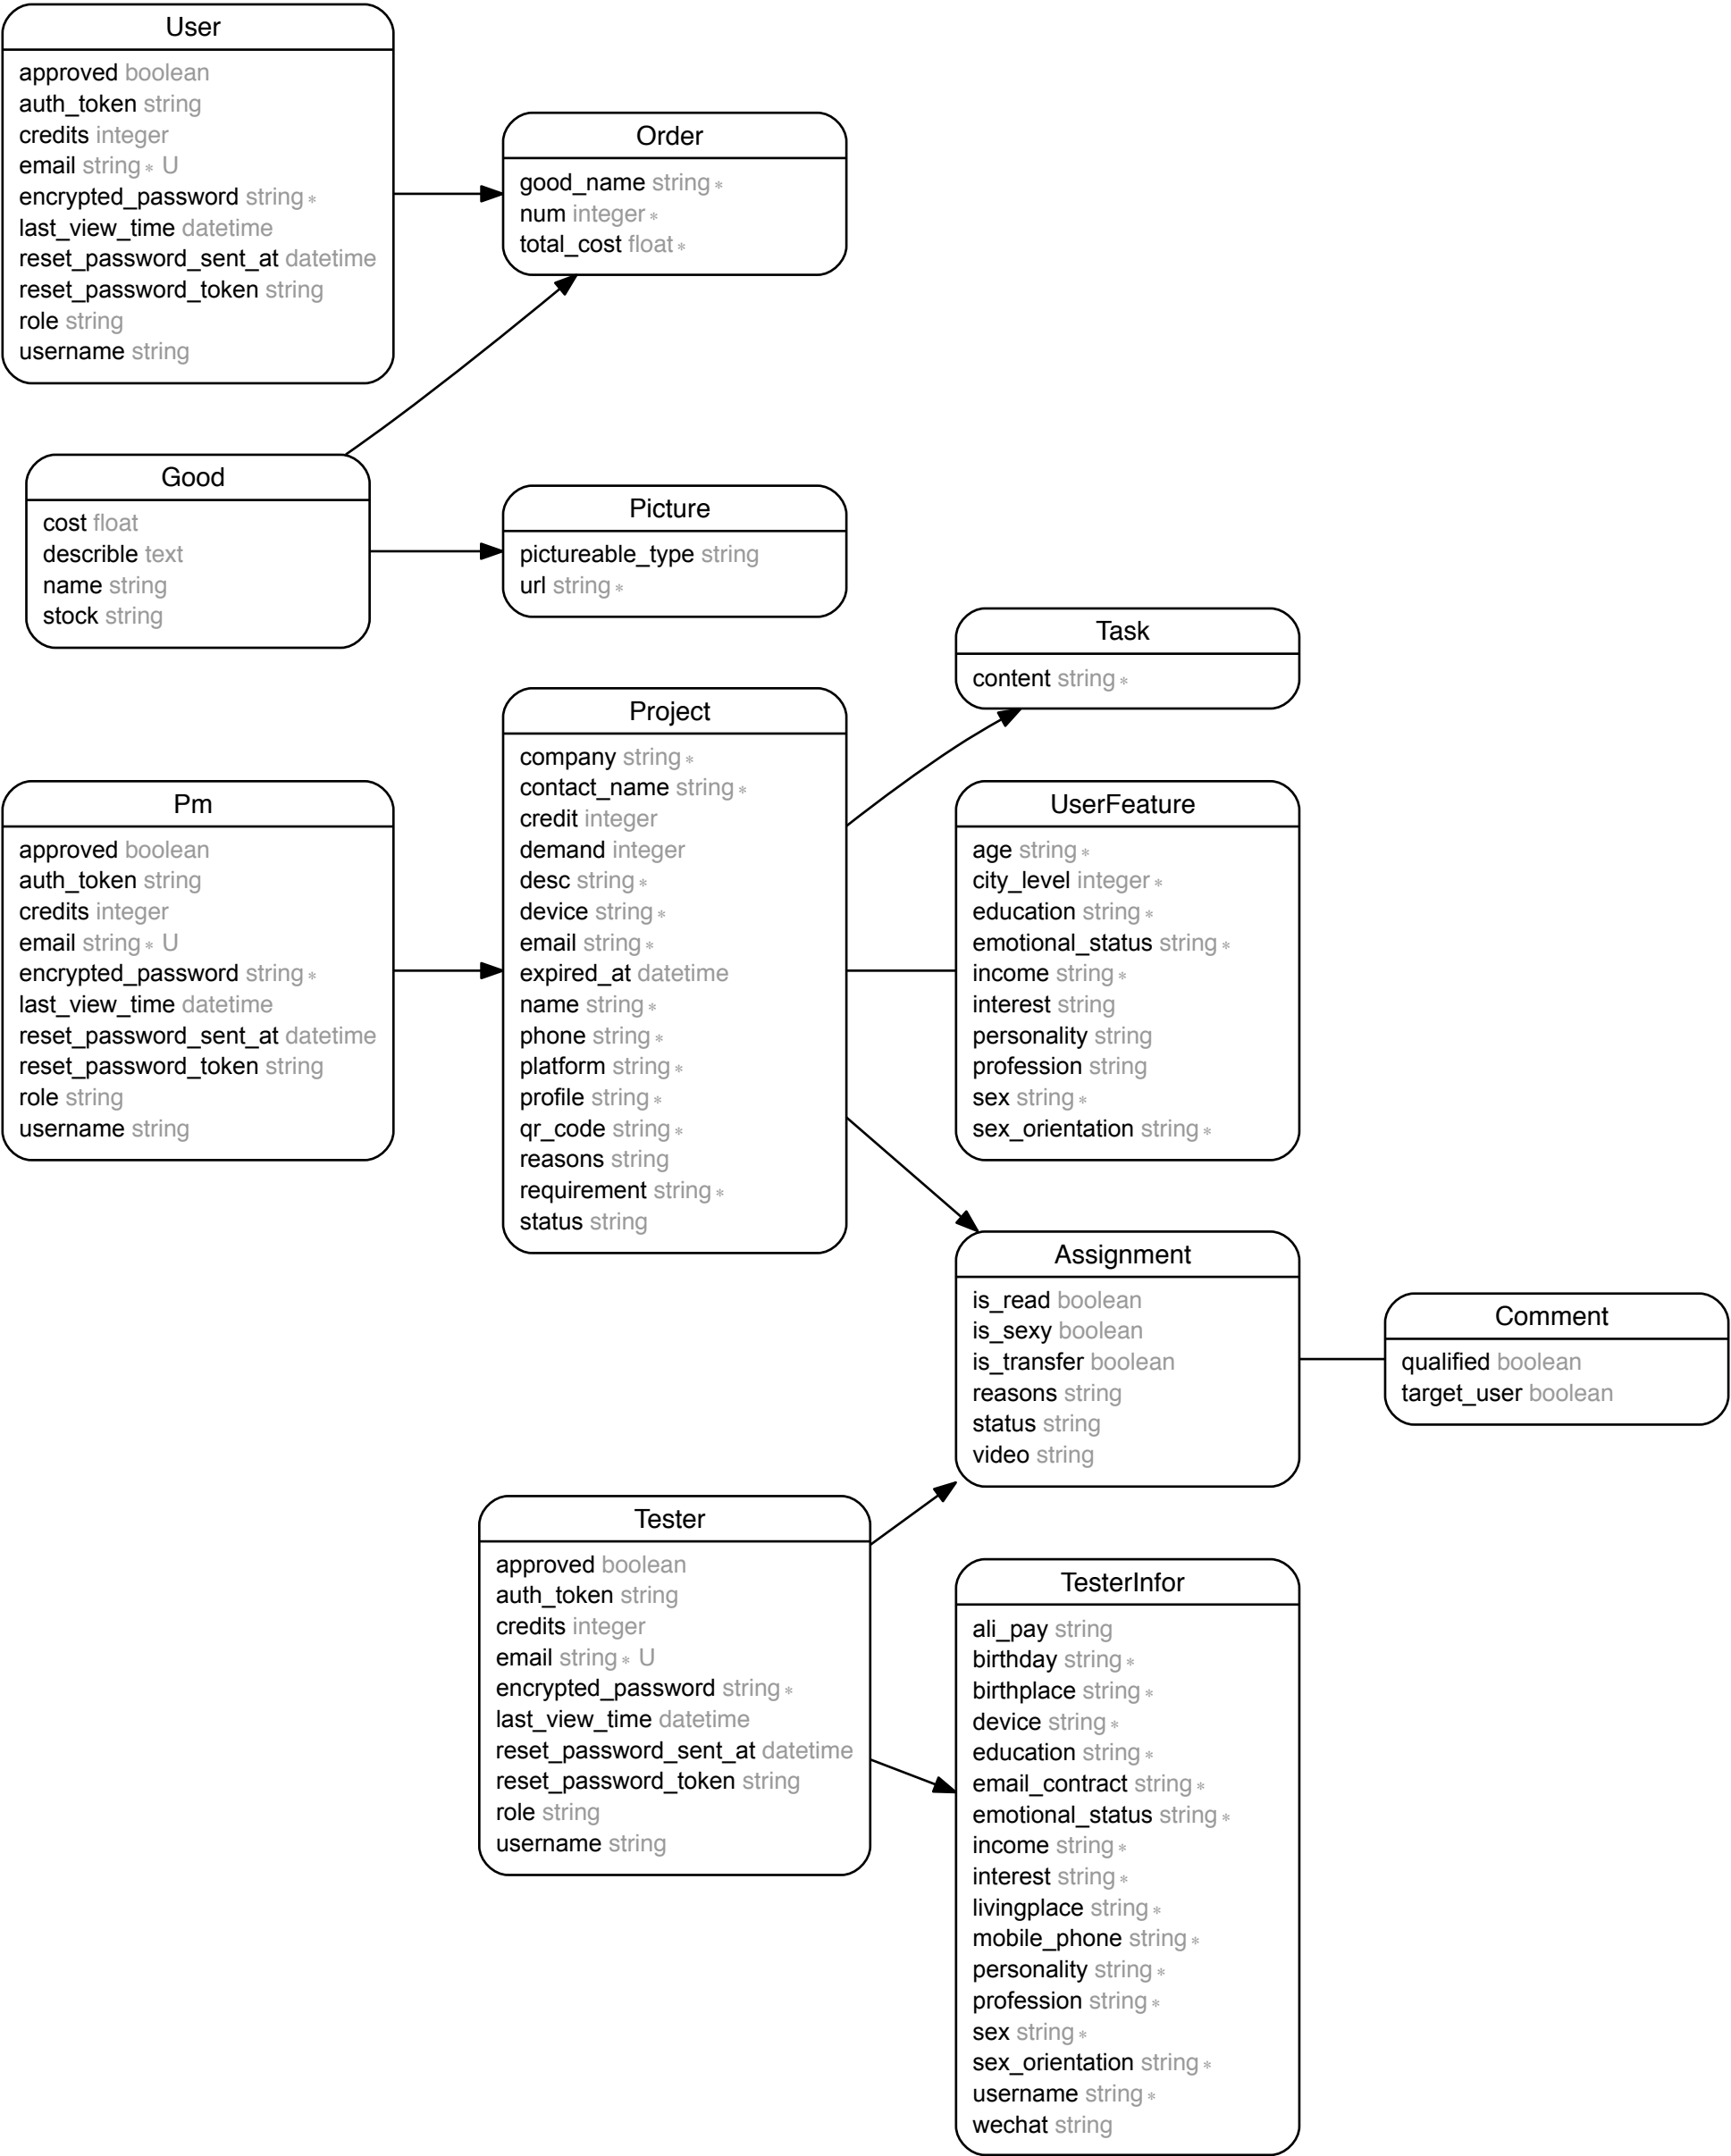 User
approved boolean
auth_token string
credits integer
email string* U
encrypted_password string*
last_view_time datetime
reset_password_sent_at datetime
reset_password_token string
role string
username string
Order
good_name string*
num integer*
total_cost float*
Good
cost float
describle text
name string
stock string
Picture
pictureable_type string
url string*
Task
content string*
Project
company string*
contact_name string*
credit integer
demand integer
desc string*
device string*
email string*
expired_at datetime
name string*
phone string*
platform string*
profile string*
qr_code string*
reasons string
requirement string*
status string
Pm
approved boolean
auth_token string
credits integer
email string* U
encrypted_password string*
last_view_time datetime
reset_password_sent_at datetime
reset_password_token string
role string
username string
UserFeature
age string*
city_level integer*
education string*
emotional_status string*
income string*
interest string
personality string
profession string
sex string*
sex_orientation string*
Assignment
is_read boolean
is_sexy boolean
is_transfer boolean
reasons string
status string
video string
Comment
qualified boolean
target_user boolean
Tester
approved boolean
auth_token string
credits integer
email string* U
encrypted_password string*
last_view_time datetime
reset_password_sent_at datetime
reset_password_token string
role string
username string
TesterInfor
ali_pay string
birthday string*
birthplace string*
device string*
education string*
email_contract string*
emotional_status string*
income string*
interest string*
livingplace string*
mobile_phone string*
personality string*
profession string*
sex string*
sex_orientation string*
username string*
wechat string